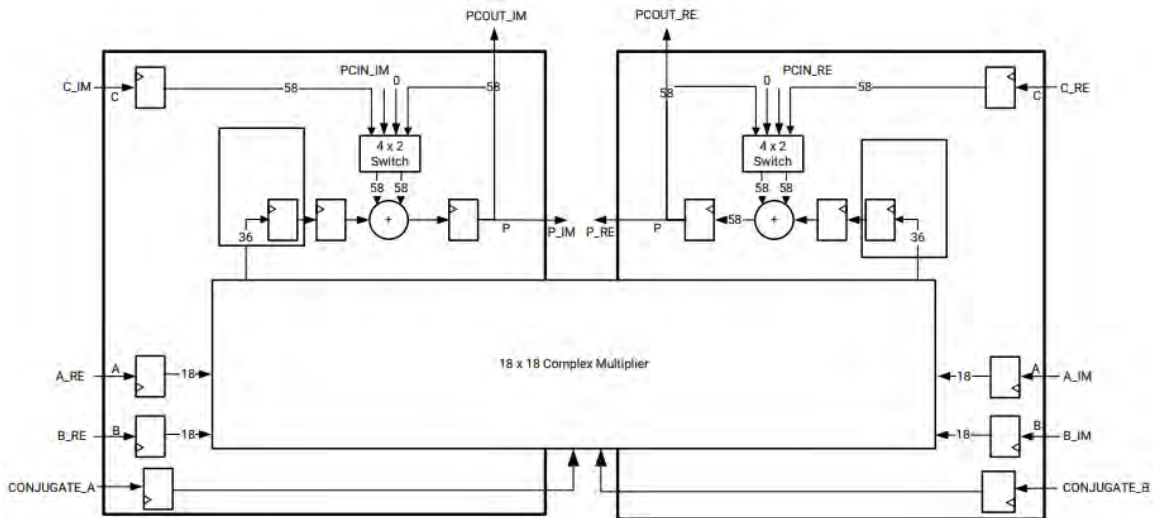 PCOUT_IM
PCOUT_RE
PCIN_IM
0
PCIN_RE
0
C_IM
C
58
58
58
58
C
C_RE
4 x 2
Switch
4 x 2
Switch
58
58
58
58
36
+
P
P_IM
P_RE
P
58
+
36
18 x 18 Complex Multiplier
A_RE
A
18
18
A
A_IM
B_RE
B
18
18
B
B_IM
CONJUGATE_A
CONJUGATE_B